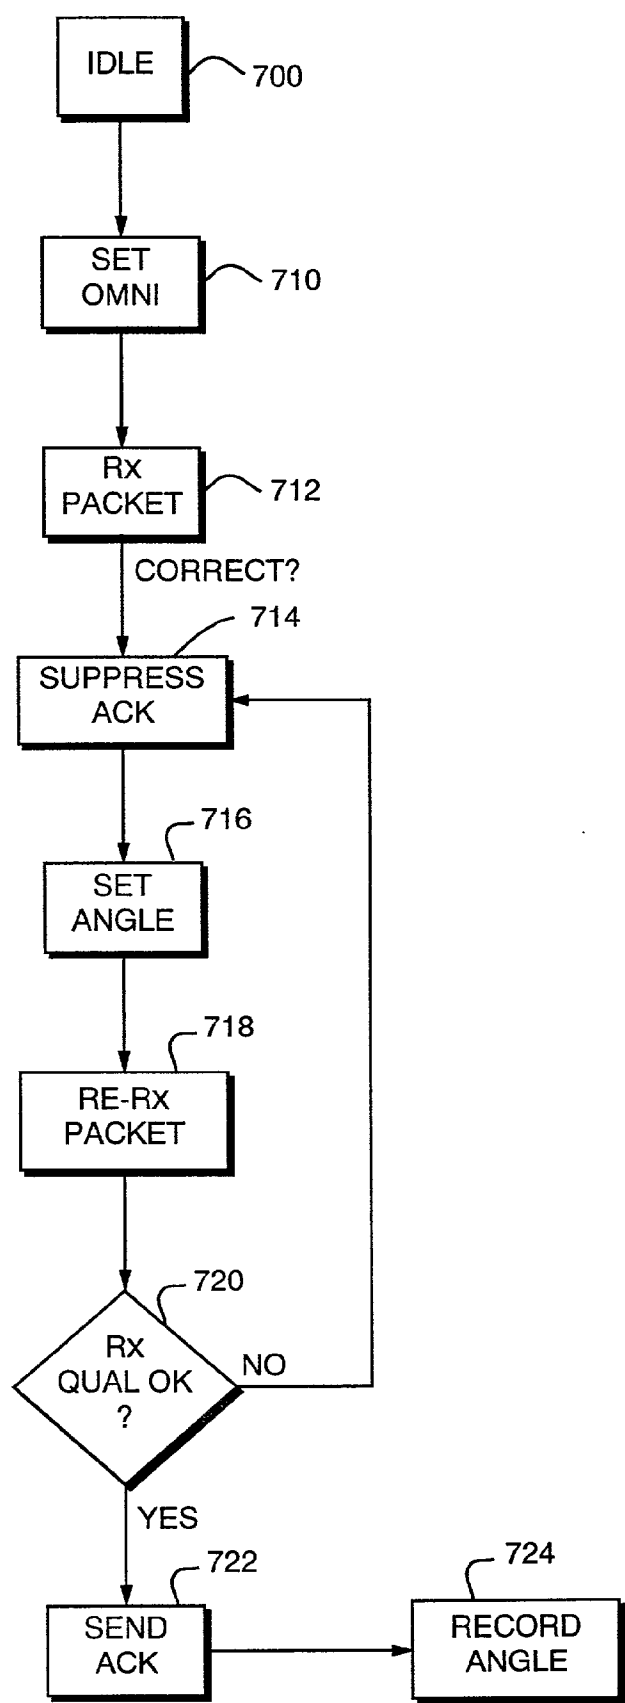 IDLE
700
SET
OMNI
710
Rx
PACKET
712
CORRECT?
714
SUPPRESS
ACK
716
SET
ANGLE
718
RE-Rx
PACKET
720
Rx
QUAL OK
?
NO
YES
722
SEND
ACK
724
RECORD
ANGLE